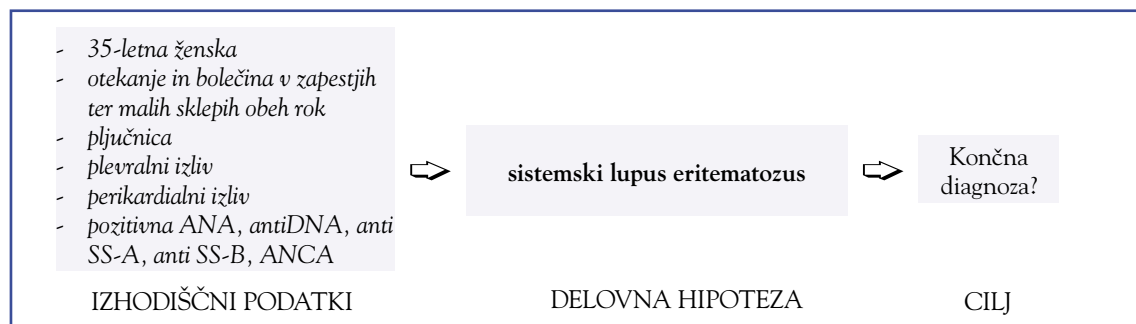 - 35-letna ženska
- otekanje in bolečina v zapestjih
ter malih sklepih obeh rok
- pljučnica
- plevralni izliv
- perikardialni izliv
- pozitivna ANA, antiDNA, anti
SS-A, anti SS-B, ANCA
IZHODIŠČNI PODATKI
sistemski lupus eritematozus
DELOVNA HIPOTEZA
Končna
diagnoza?
CILJ